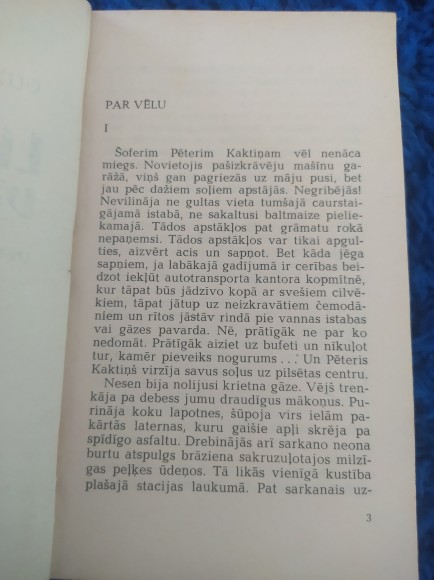 PAR VĒLU
I
Šoferim Pēterim Kaktiņam vēl nenāca
miegs. Novietojis pašizkrāvēju mašīnu ga-
rāžā, viņš gan pagriezās uz māju pusi, bet
jau pēc dažiem soļiem apstājās. Negribējās!
Nevilināja ne gultas vieta tumšajā caurstai-
gājamā istabā, ne sakaltusi baltmaize pielie-
kamajā. Tādos apstākļos pat grāmatu rokā
nepaņemsi. Tādos apstākļos var tikai apgul-
ties, aizvērt acis un sapņot. Bet kāda jēga
sapņiem, ja labākajā gadījumā ir cerības bei-
dzot iekļūt autotransporta kantora kopmītnē,
kur tāpat būs jādzīvo kopā ar svešiem cilvē-
kiem, tāpat jātup uz neizkravātiem čemodā-
niem un rītos jāstāv rindā pie vannas istabas
vai gāzes pavarda. Nē, prātīgāk ne par ko
nedomāt. Prātīgāk aiziet uz bufeti un nikuļot
tur, kamēr pieveiks nogurums . . . Un Pēteris
Kaktiņš virzīja savus soļus uz pilsētas centru.
Nesen bija nolijusi krietna gāze. Vējš tren-
kāja pa debess jumu draudīgus mākoņus. Pu-
rināja koku lapotnes, šūpoja virs ielām pa-
kārtās laternas, kuru gaišie apļi skrēja pa
spīdīgo asfaltu. Drebinājās arī sarkano neona
burtu atspulgs brāziena sakruzuļotajos milzī-
gas peļķes ūdeņos. Tā likās vienīgā kustība
plašajā stacijas laukumā. Pat sarkanais uz-
3